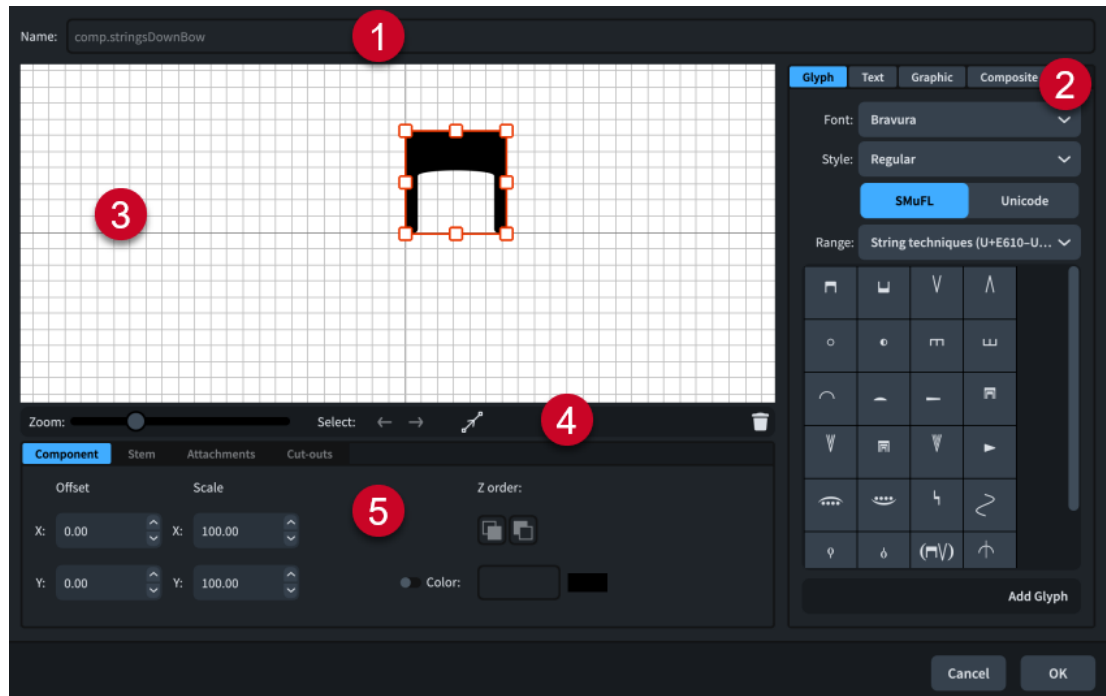 Name: comp.stringsDownBow
1
Glyph Text Graphic Composite
2
Font: Bravura
Style: Regular
SMuFL Unicode
Range: String techniques (U+E610–U...
3
Zoom: Select:
4
Component Stem Attachments Cut-outs
Offset Scale Z order:
5
X: 0.00 X: 100.00
Y: 0.00 Y: 100.00 Color:
Add Glyph
Cancel OK